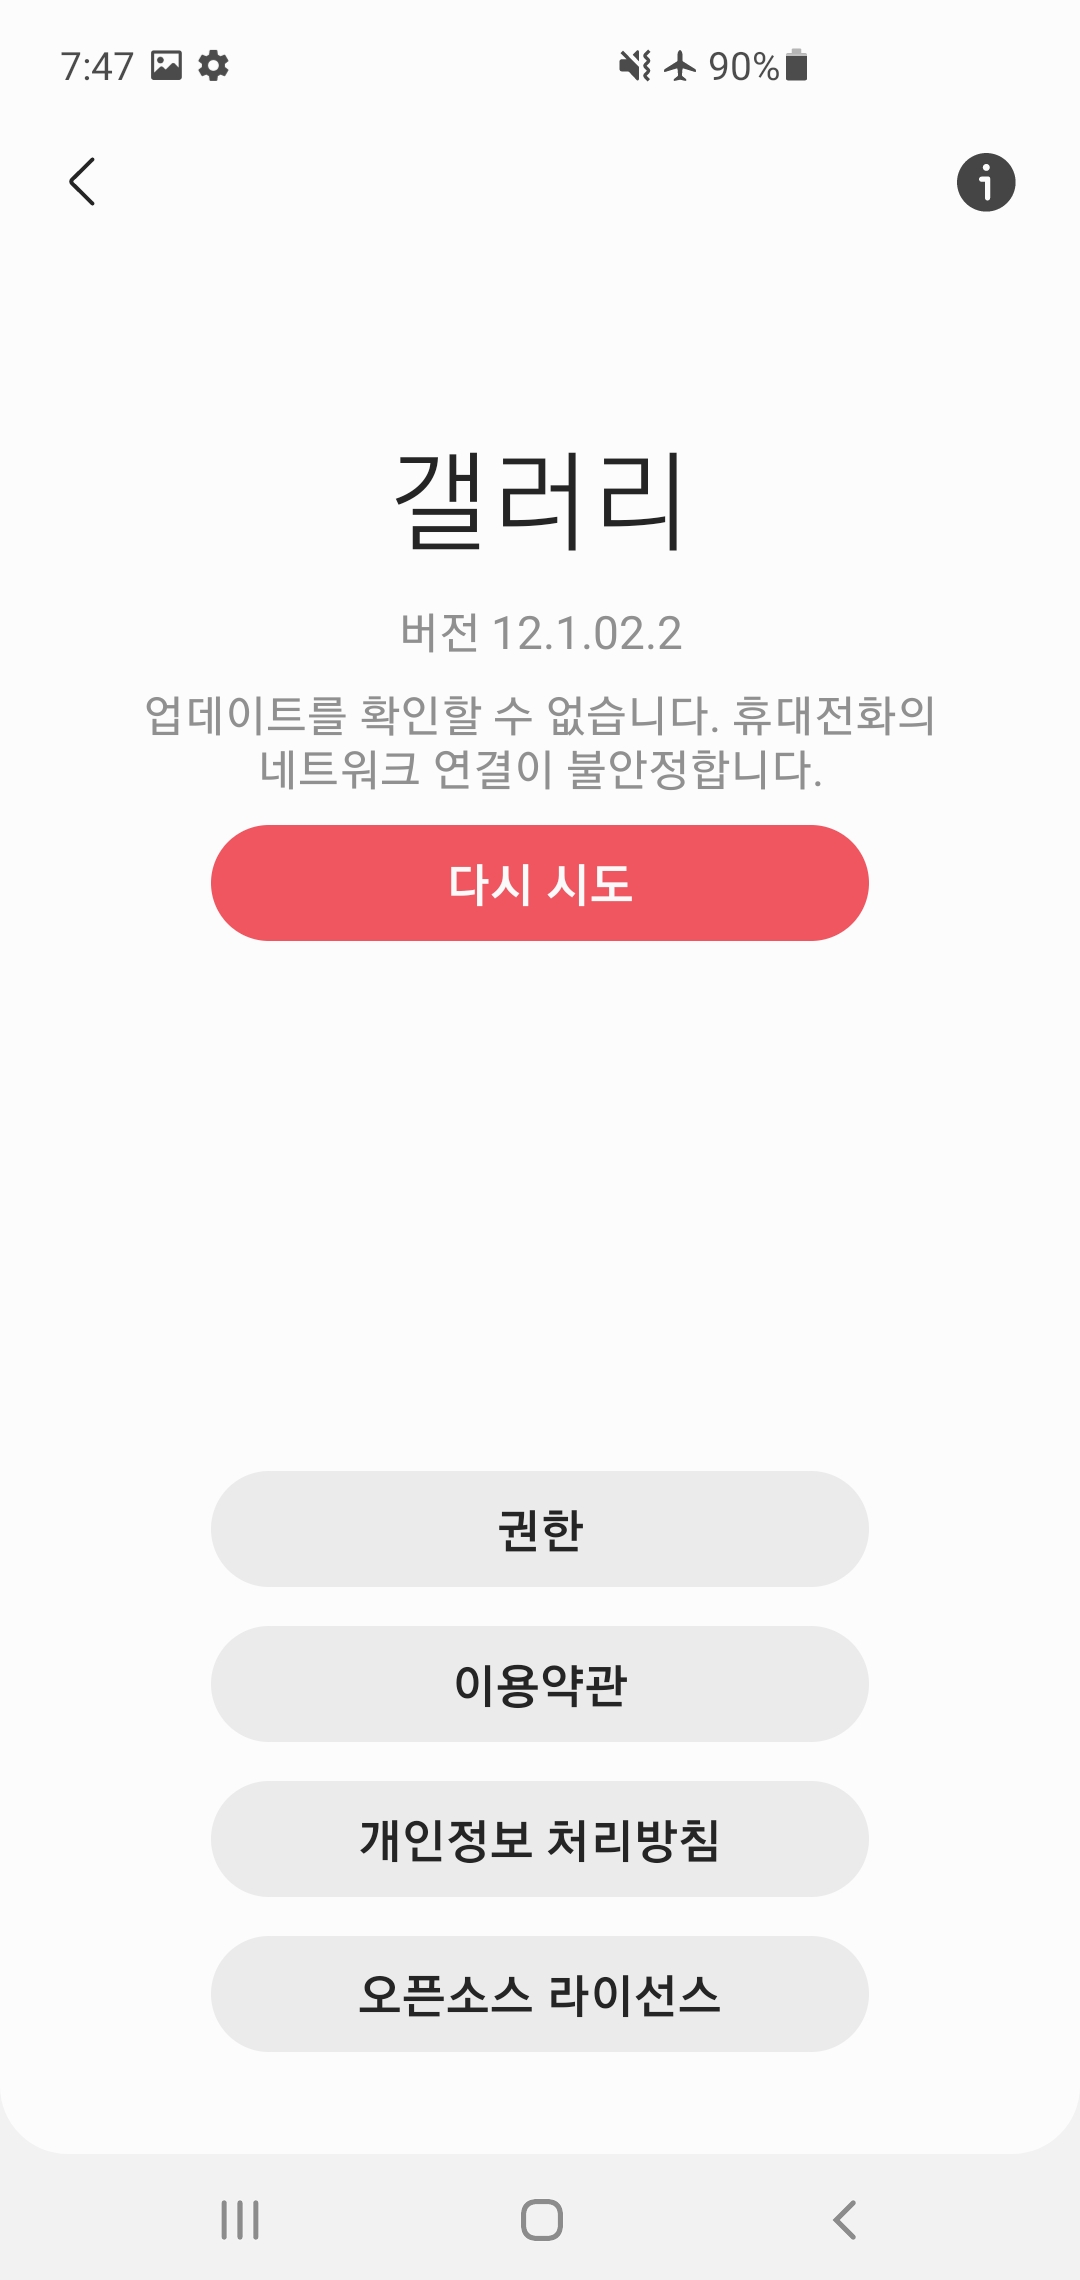 7:47 90%
갤러리
버전 12.1.02.2
업데이트를 확인할 수 없습니다. 휴대전화의
네트워크 연결이 불안정합니다.
다시 시도
권한
이용약관
개인정보 처리방침
오픈소스 라이선스